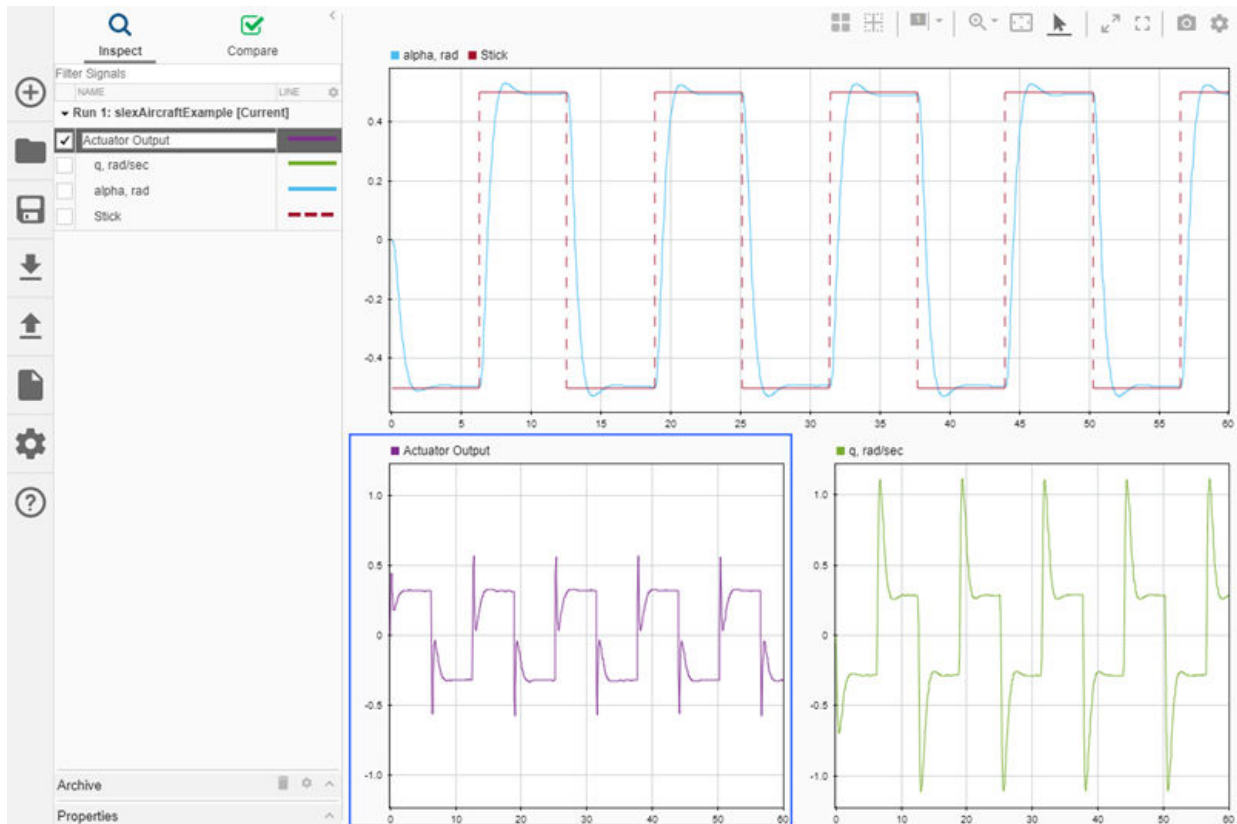 Inspect
Compare
Filter Signals
NAME LINE
Run 1: slexAircraftExample [Current]
Actuator Output
q, rad/sec
alpha, rad
Stick
Archive
Properties
1
alpha, rad Stick
0.4
0.2
0
-0.2
-0.4
0 5 10 15 20 25 30 35 40 45 50 55 60
Actuator Output
1.0
0.5
0
-0.5
-1.0
0 10 20 30 40 50 60
q, rad/sec
1.0
0.5
0
-0.5
-1.0
0 10 20 30 40 50 60